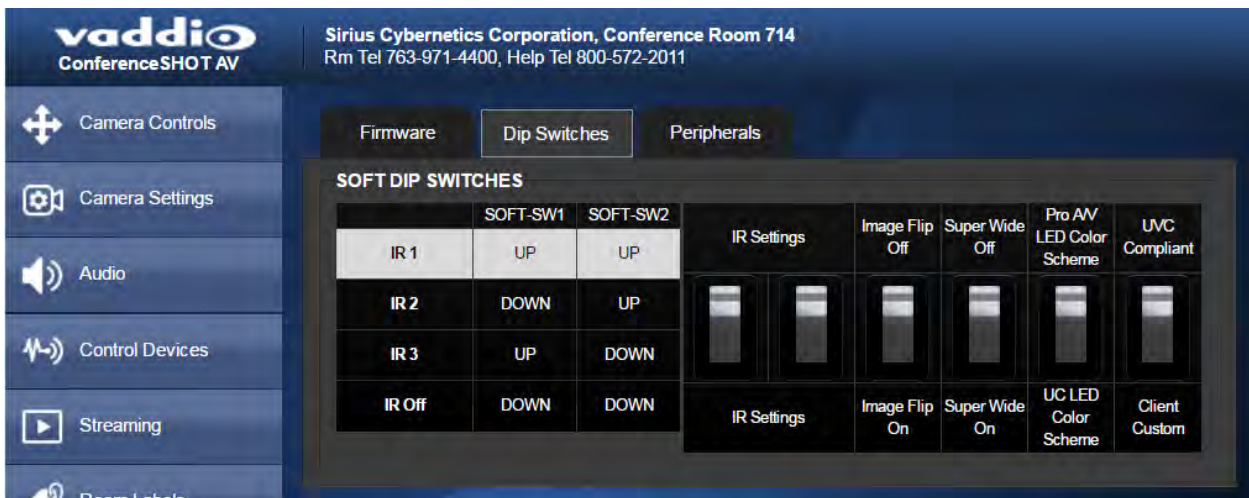 vaddio
ConferenceSHOT AV
Sirius Cybernetics Corporation, Conference Room 714
Rm Tel 763-971-4400, Help Tel 800-572-2011
Camera Controls
Camera Settings
Audio
Control Devices
Streaming
Room Labels
Firmware
Dip Switches
Peripherals
SOFT DIP SWITCHES
SOFT-SW1 SOFT-SW2
IR 1 UP UP
IR 2 DOWN UP
IR 3 UP DOWN
IR Off DOWN DOWN
IR Settings
Image Flip
Off
Super Wide
Off
Pro A/V
LED Color
Scheme
UVC
Compliant
IR Settings
Image Flip
On
Super Wide
On
UC LED
Color
Scheme
Client
Custom